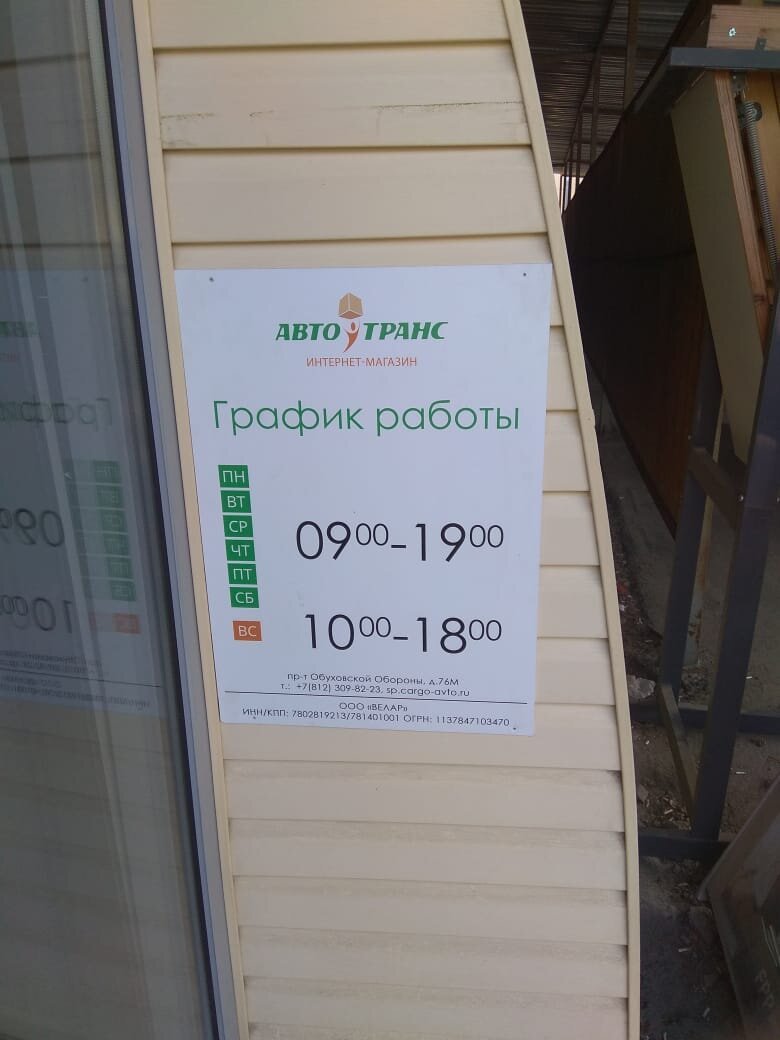 АВТО ТРАНС
ИНТЕРНЕТ-МАГАЗИН
График работы
ПН
ВТ
СР
ЧТ
ПТ
СБ
09⁰⁰-19⁰⁰
ВС
10⁰⁰-18⁰⁰
пр-т Обуховской Обороны, д.76М
т.: +7(812) 309-82-23, sp.cargo-avto.ru
ООО «ВЕЛАР»
ИНН/КПП: 7802819213/781401001 ОГРН: 1137847103470